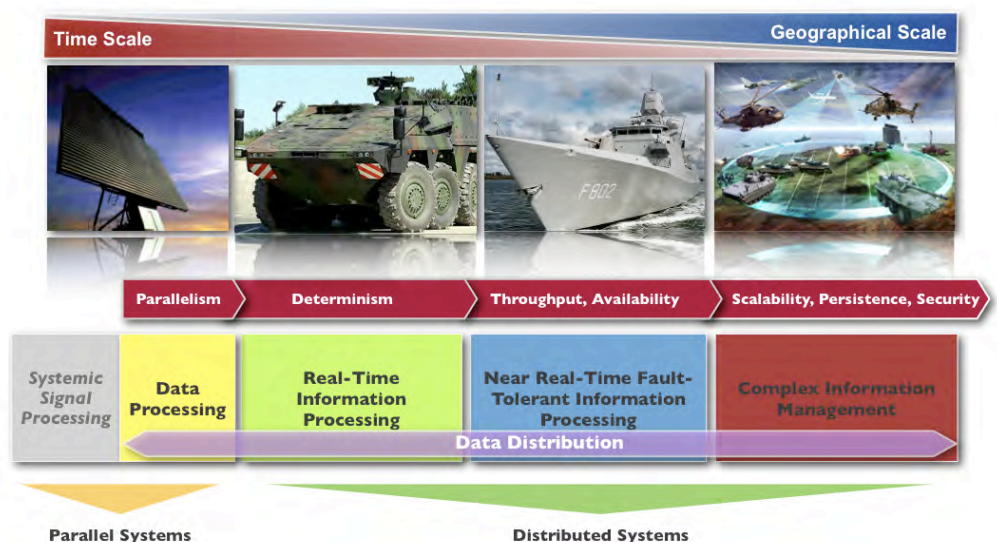 Time Scale
Geographical Scale
F802
Parallelism
Determinism
Throughput, Availability
Scalability, Persistence, Security
Systemic
Signal
Processing
Data
Processing
Real-Time
Information
Processing
Near Real-Time Fault-
Tolerant Information
Processing
Complex Information
Management
Data Distribution
Parallel Systems
Distributed Systems